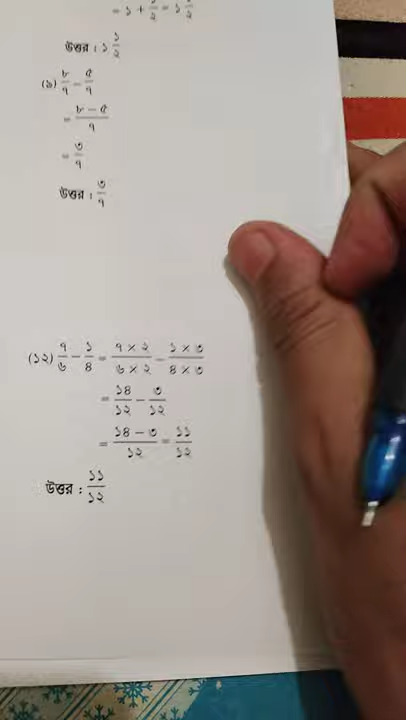 = ১ + ১/২ = ১ ১/২
উত্তর : ১ ১/২
(৯) ৮/৭ − ৫/৭
= ৮ − ৫/৭
= ৩/৭
উত্তর : ৩/৭
(১২) ৭/৬ − ১/৪ = ৭ × ২/৬ × ২ − ১ × ৩/৪ × ৩
= ১৪/১২ − ৩/১২
= ১৪ − ৩/১২ = ১১/১২
উত্তর : ১১/১২